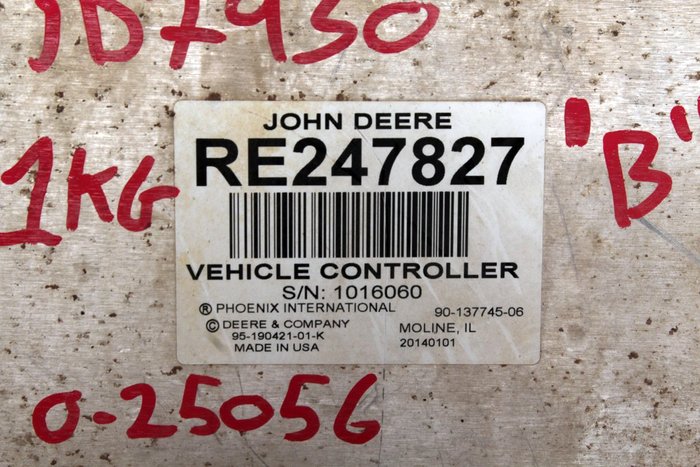 JD7930
JOHN DEERE
RE247827
"B"
1KG
VEHICLE CONTROLLER
S/N: 1016060
® PHOENIX INTERNATIONAL
90-137745-06
© DEERE & COMPANY
MOLINE, IL
95-190421-01-K
20140101
MADE IN USA
0-25056